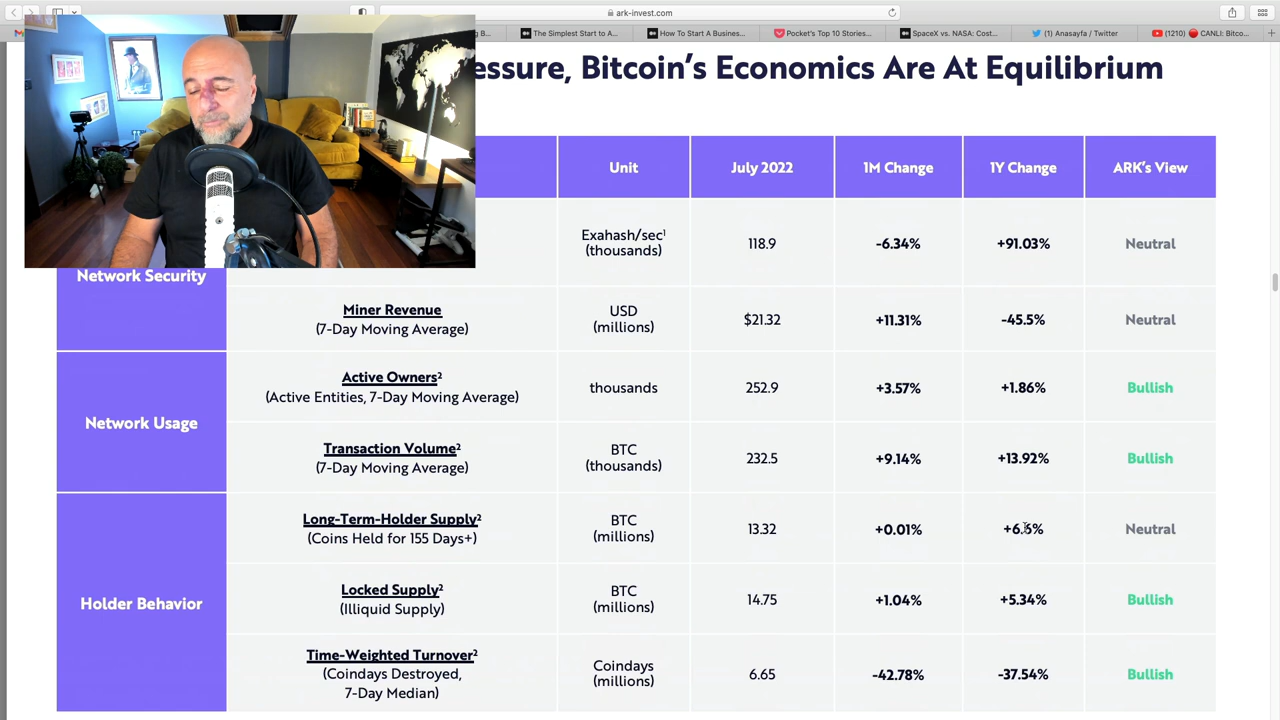 ark-invest.com
The Simplest Start to A...
How To Start A Busines...
Pocket's Top 10 Stories...
SpaceX vs. NASA: Cost...
(1) Anasayfa / Twitter
(1210) 🔴 CANLI: Bitco...
essure, Bitcoin's Economics Are At Equilibrium
Unit
July 2022
1M Change
1Y Change
ARK's View
Network Security
Exahash/sec¹
(thousands)
118.9
-6.34%
+91.03%
Neutral
Miner Revenue
(7-Day Moving Average)
USD
(millions)
$21.32
+11.31%
-45.5%
Neutral
Network Usage
Active Owners²
(Active Entities, 7-Day Moving Average)
thousands
252.9
+3.57%
+1.86%
Bullish
Transaction Volume²
(7-Day Moving Average)
BTC
(thousands)
232.5
+9.14%
+13.92%
Bullish
Holder Behavior
Long-Term-Holder Supply²
(Coins Held for 155 Days+)
BTC
(millions)
13.32
+0.01%
Neutral
Locked Supply²
(Illiquid Supply)
BTC
(millions)
14.75
+1.04%
+5.34%
Bullish
Time-Weighted Turnover²
(Coindays Destroyed,
7-Day Median)
Coindays
(millions)
6.65
-42.78%
-37.54%
Bullish